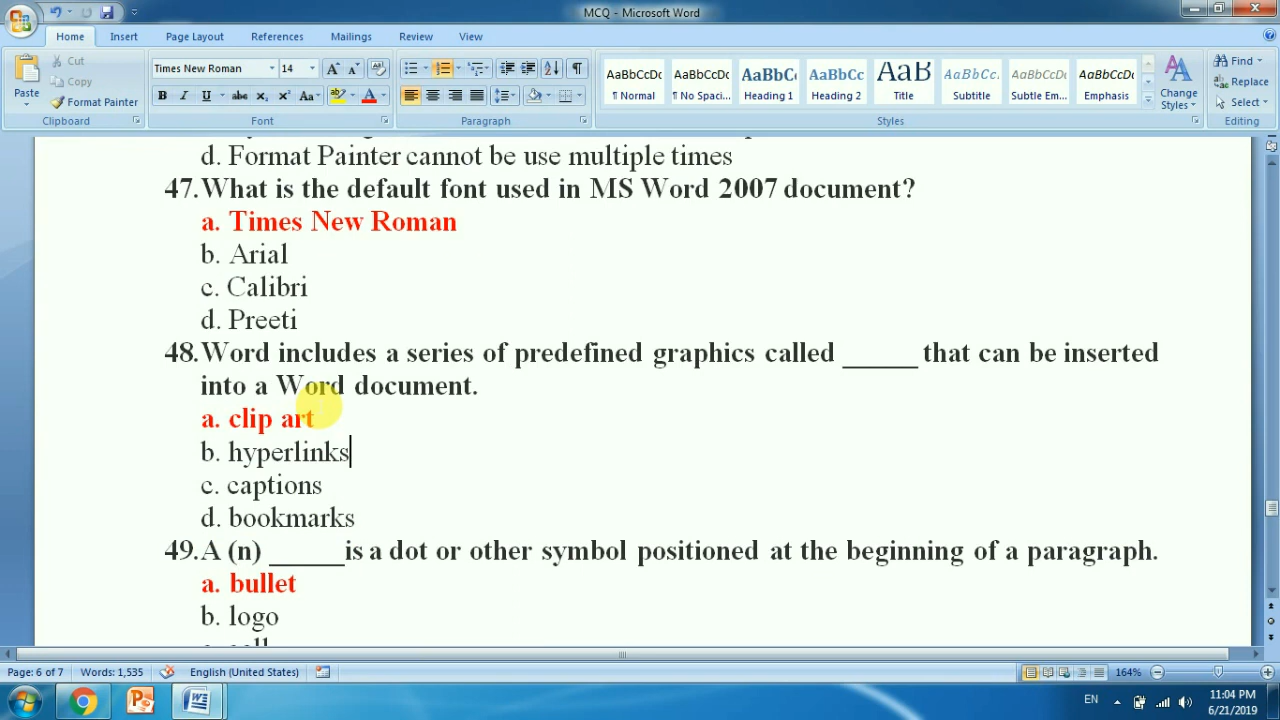 MCQ - Microsoft Word
Home Insert Page Layout References Mailings Review View
Cut
Copy
Paste
Format Painter
Clipboard
Times New Roman 14
Font
Paragraph
AaBbCcDc AaBbCcDc AaBbC AaBbCc AaB AaBbCc. AaBbCcDc AaBbCcDc
¶ Normal ¶ No Spaci... Heading 1 Heading 2 Title Subtitle Subtle Em... Emphasis
Change Styles
Styles
Find
Replace
Select
Editing
d. Format Painter cannot be use multiple times
47.What is the default font used in MS Word 2007 document?
a. Times New Roman
b. Arial
c. Calibri
d. Preeti
48.Word includes a series of predefined graphics called ______ that can be inserted
into a Word document.
a. clip art
b. hyperlinks
c. captions
d. bookmarks
49.A (n) ______is a dot or other symbol positioned at the beginning of a paragraph.
a. bullet
b. logo
Page: 6 of 7 Words: 1,535 English (United States) 164%
EN 11:04 PM
6/21/2019